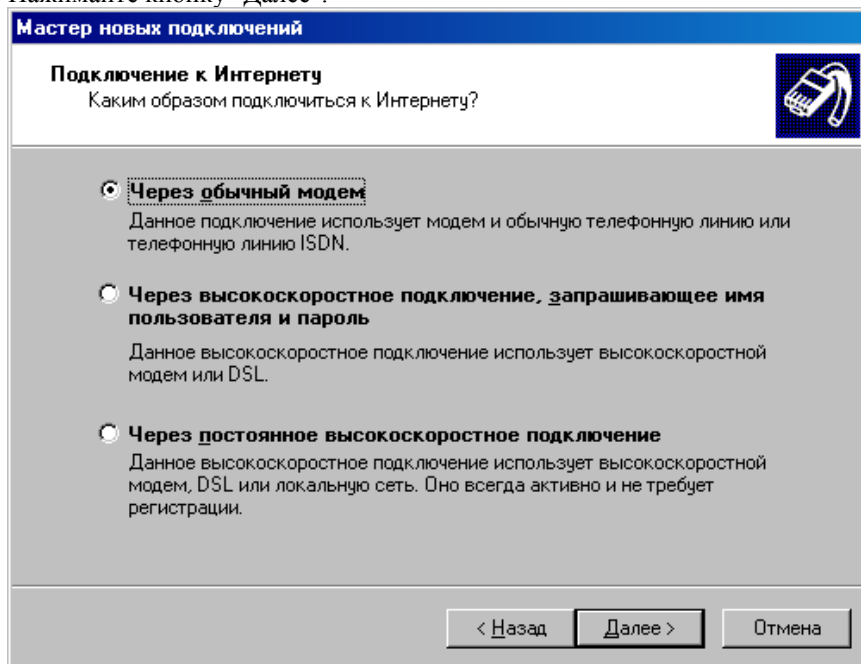 Нажимайте кнопку "Далее".
Мастер новых подключений
Подключение к Интернету
Каким образом подключиться к Интернету?
Через обычный модем
Данное подключение использует модем и обычную телефонную линию или
телефонную линию ISDN.
Через высокоскоростное подключение, запрашивающее имя
пользователя и пароль
Данное высокоскоростное подключение использует высокоскоростной
модем или DSL.
Через постоянное высокоскоростное подключение
Данное высокоскоростное подключение использует высокоскоростной
модем, DSL или локальную сеть. Оно всегда активно и не требует
регистрации.
< Назад Далее > Отмена